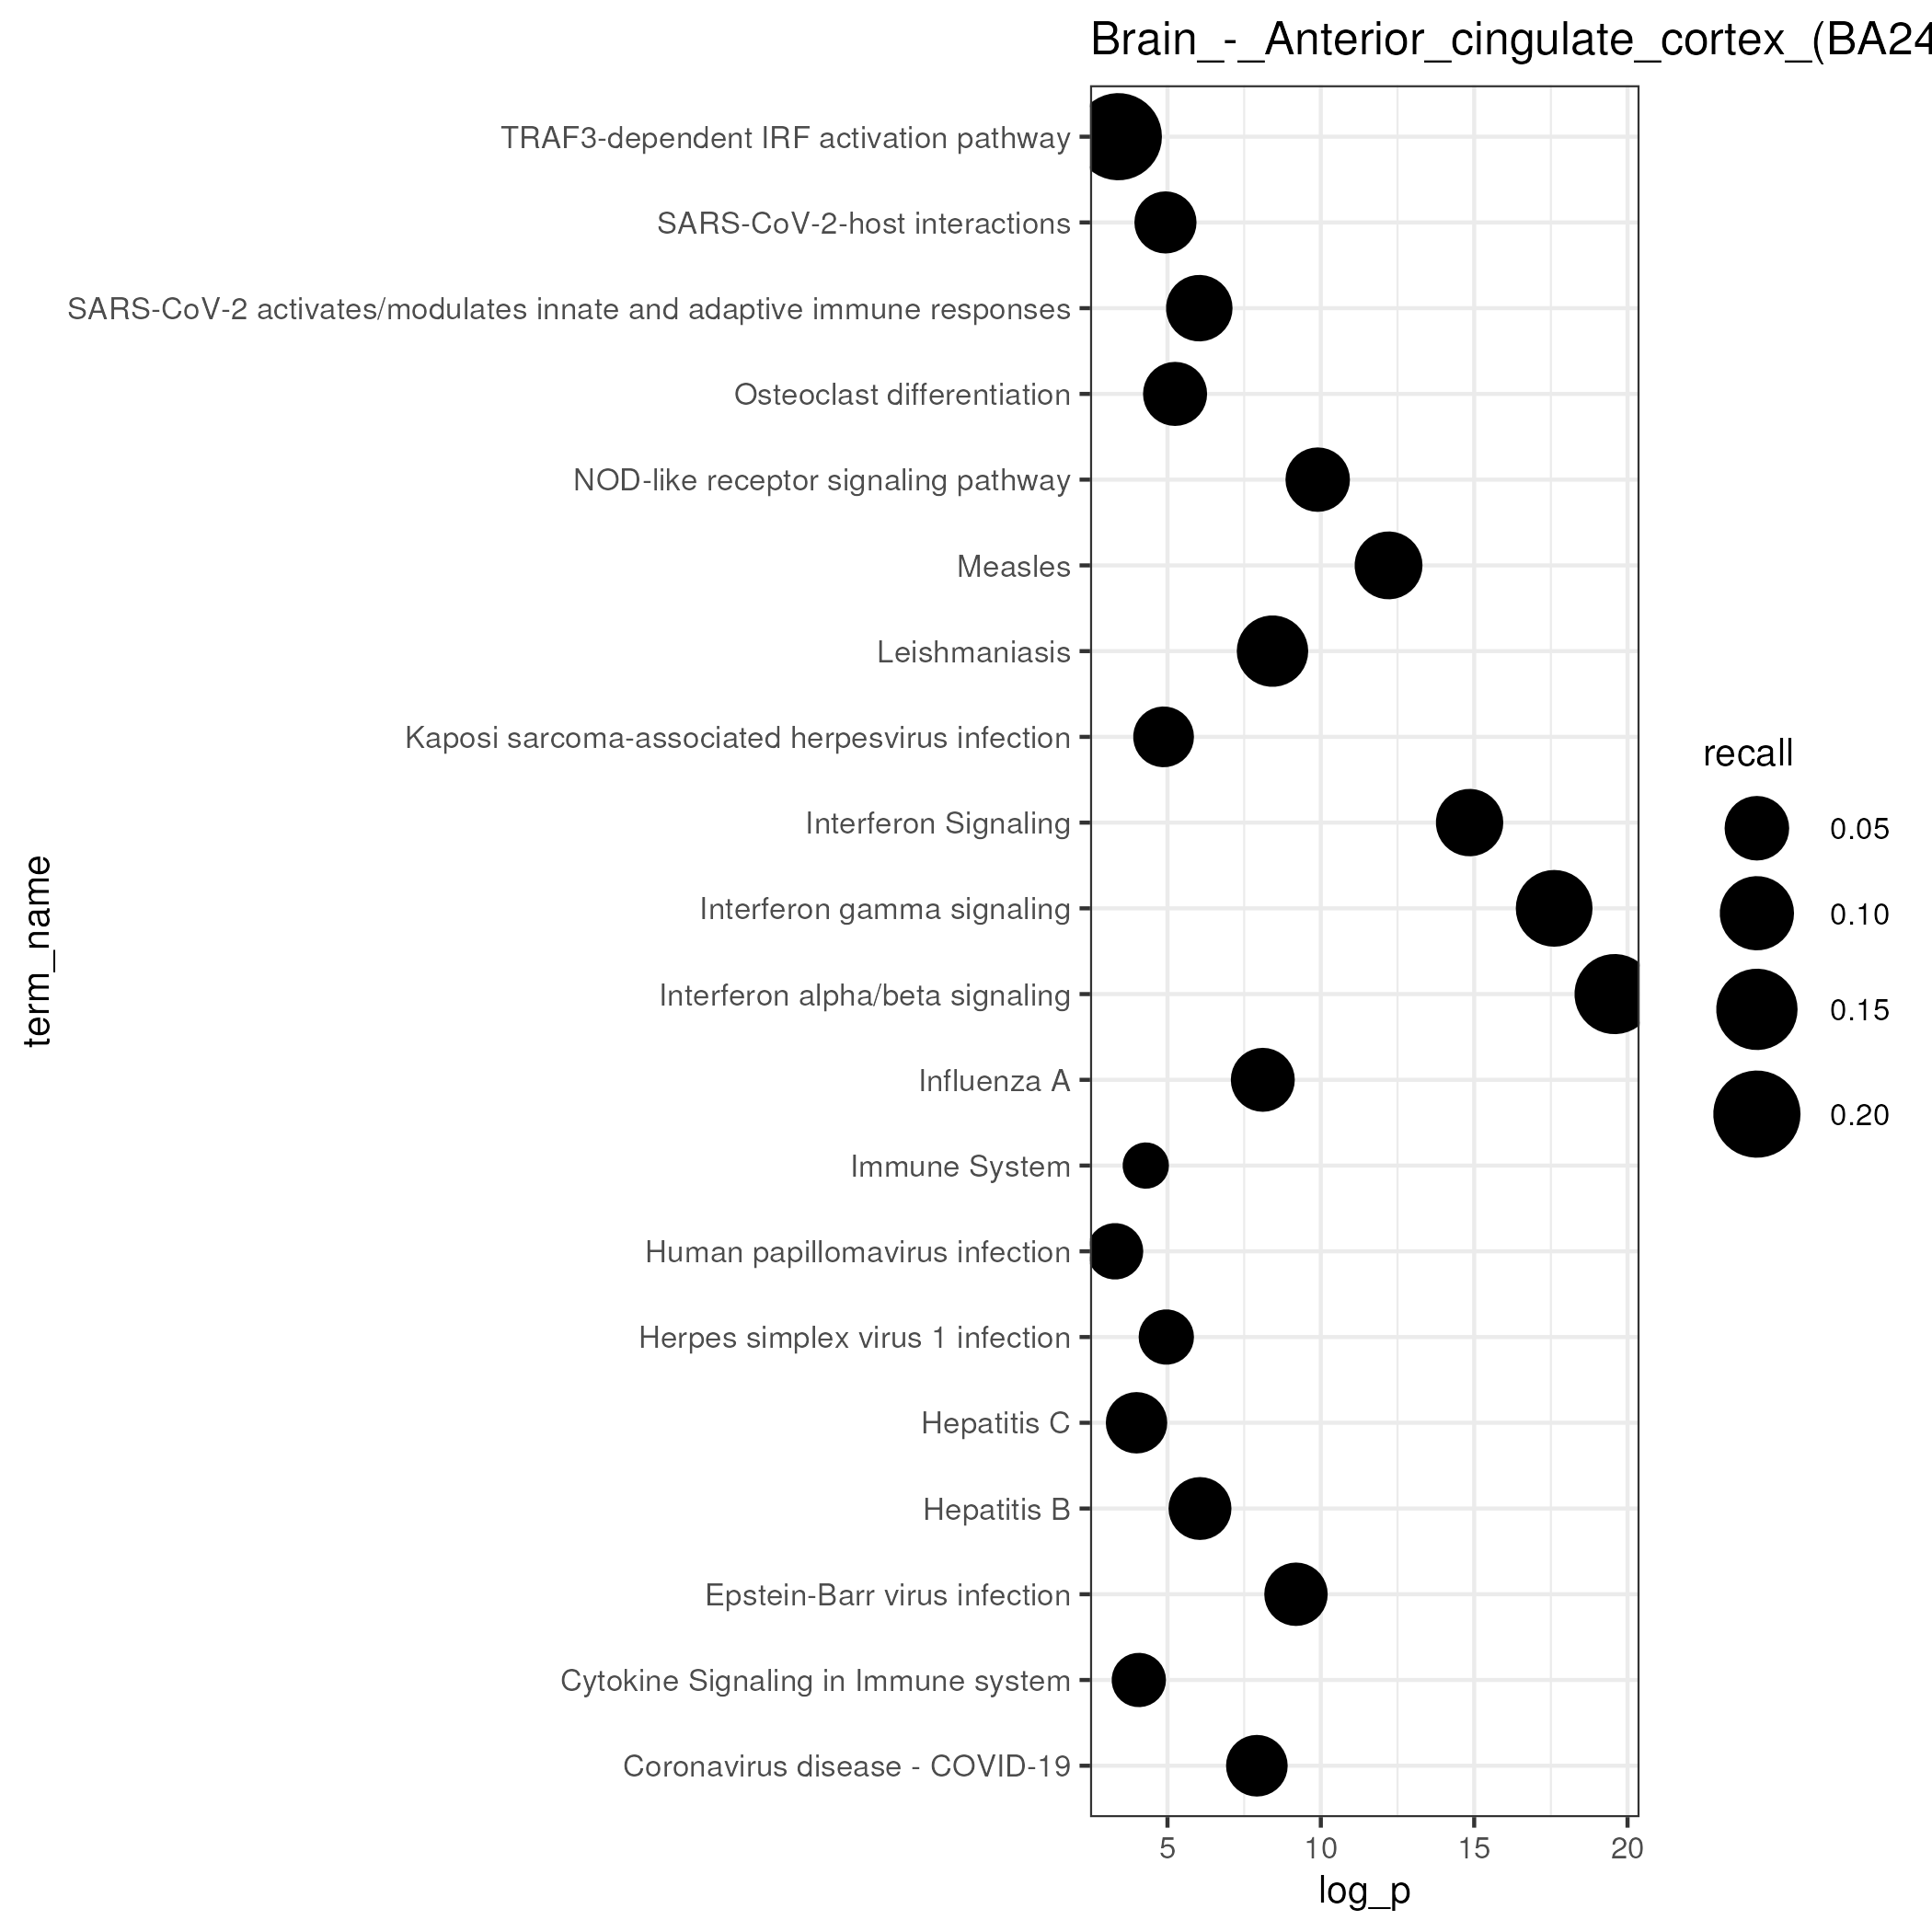 Brain_-_Anterior_cingulate_cortex_(BA24
TRAF3-dependent IRF activation pathway
SARS-CoV-2-host interactions
SARS-CoV-2 activates/modulates innate and adaptive immune responses
Osteoclast differentiation
NOD-like receptor signaling pathway
Measles
Leishmaniasis
Kaposi sarcoma-associated herpesvirus infection
Interferon Signaling
Interferon gamma signaling
Interferon alpha/beta signaling
Influenza A
Immune System
Human papillomavirus infection
Herpes simplex virus 1 infection
Hepatitis C
Hepatitis B
Epstein-Barr virus infection
Cytokine Signaling in Immune system
Coronavirus disease - COVID-19
term_name
5 10 15 20
log_p
recall
0.05
0.10
0.15
0.20